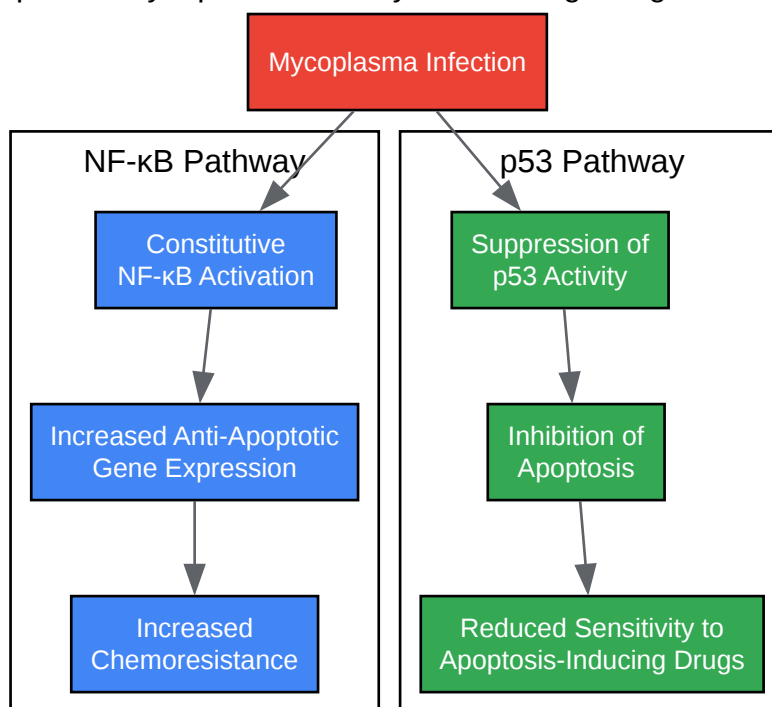 Mycoplasma Infection
NF-κB Pathway
p53 Pathway
Constitutive
NF-κB Activation
Suppression of
p53 Activity
Increased Anti-Apoptotic
Gene Expression
Inhibition of
Apoptosis
Increased
Chemoresistance
Reduced Sensitivity to
Apoptosis-Inducing Drugs